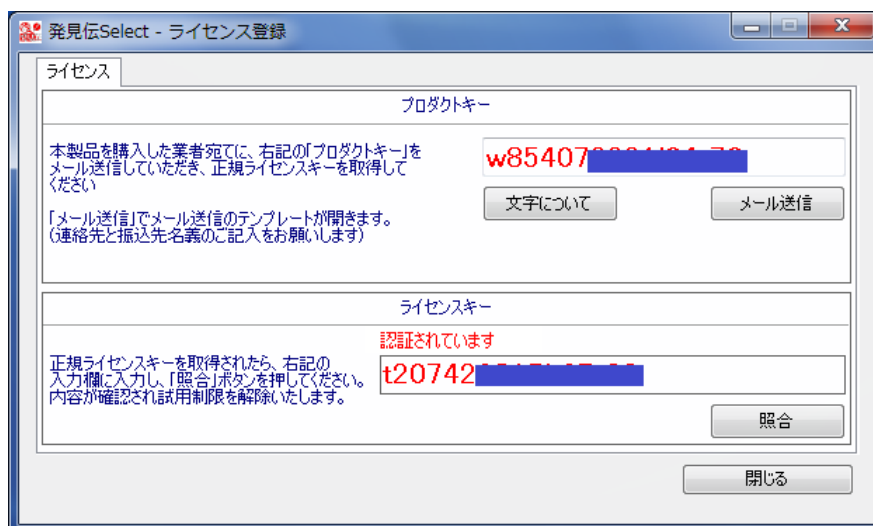 発見伝Select - ライセンス登録
ライセンス
プロダクトキー
本製品を購入した業者宛てに、右記の「プロダクトキー」を
メール送信していただき、正規ライセンスキーを取得して
ください
「メール送信」でメール送信のテンプレートが開きます。
(連絡先と振込先名義のご記入をお願いします)
w85407
文字について
メール送信
ライセンスキー
認証されています
正規ライセンスキーを取得されたら、右記の
入力欄に入力し、「照合」ボタンを押してください。
内容が確認され試用制限を解除いたします。
t20742
照合
閉じる